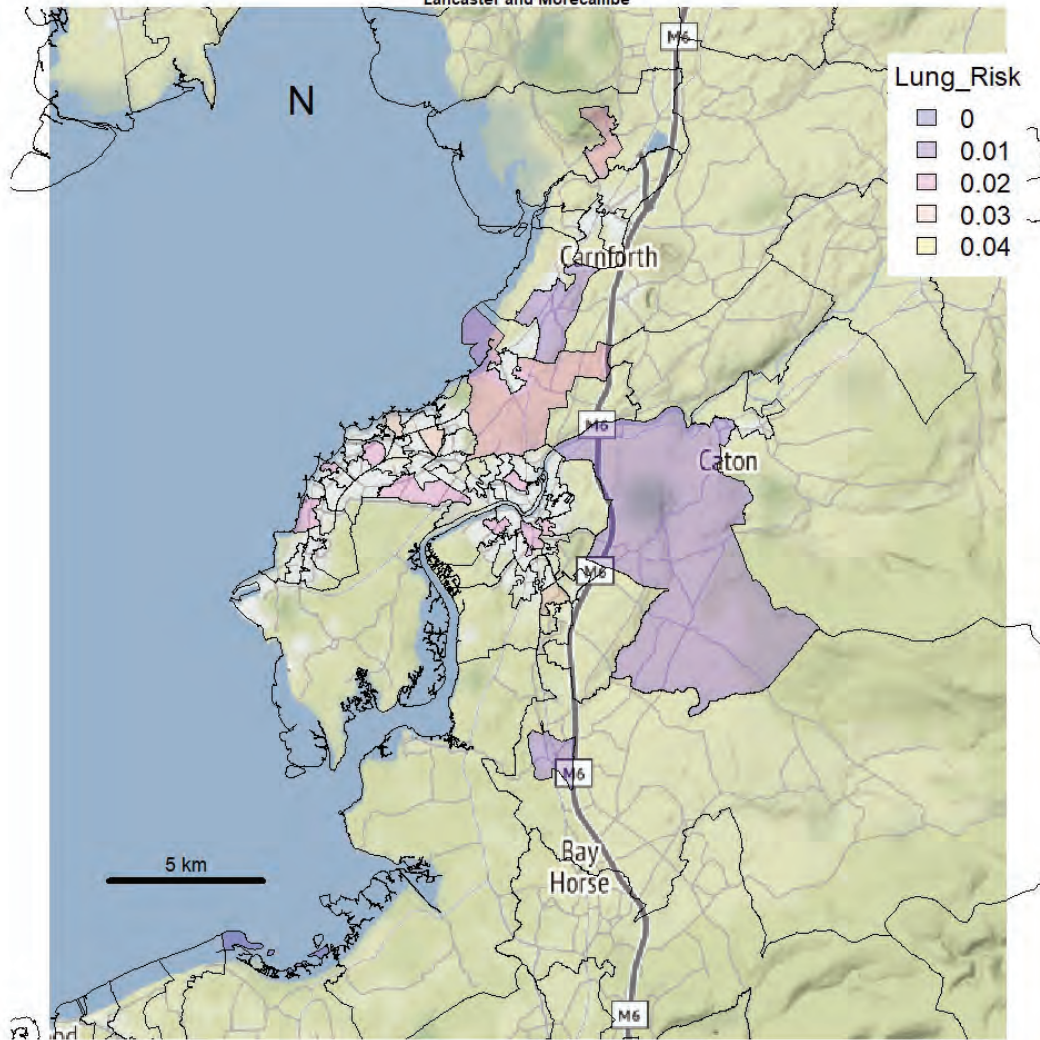 Lancaster and Morecambe
M6
N
Lung_Risk
0
0.01
0.02
0.03
0.04
Carnforth
M6
Caton
M6
M6
5 km
Bay
Horse
M6